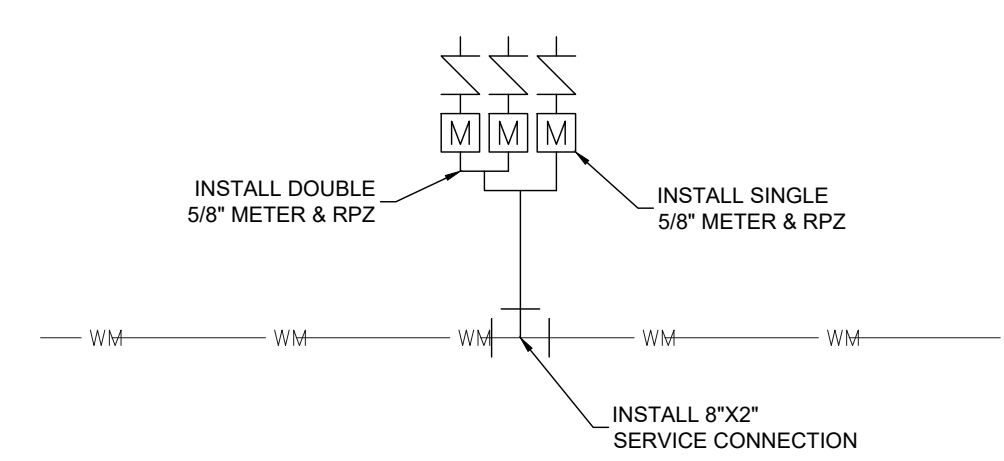 M M M
INSTALL DOUBLE
5/8" METER & RPZ
INSTALL SINGLE
5/8" METER & RPZ
WM WM WM WM WM
INSTALL 8"X2"
SERVICE CONNECTION